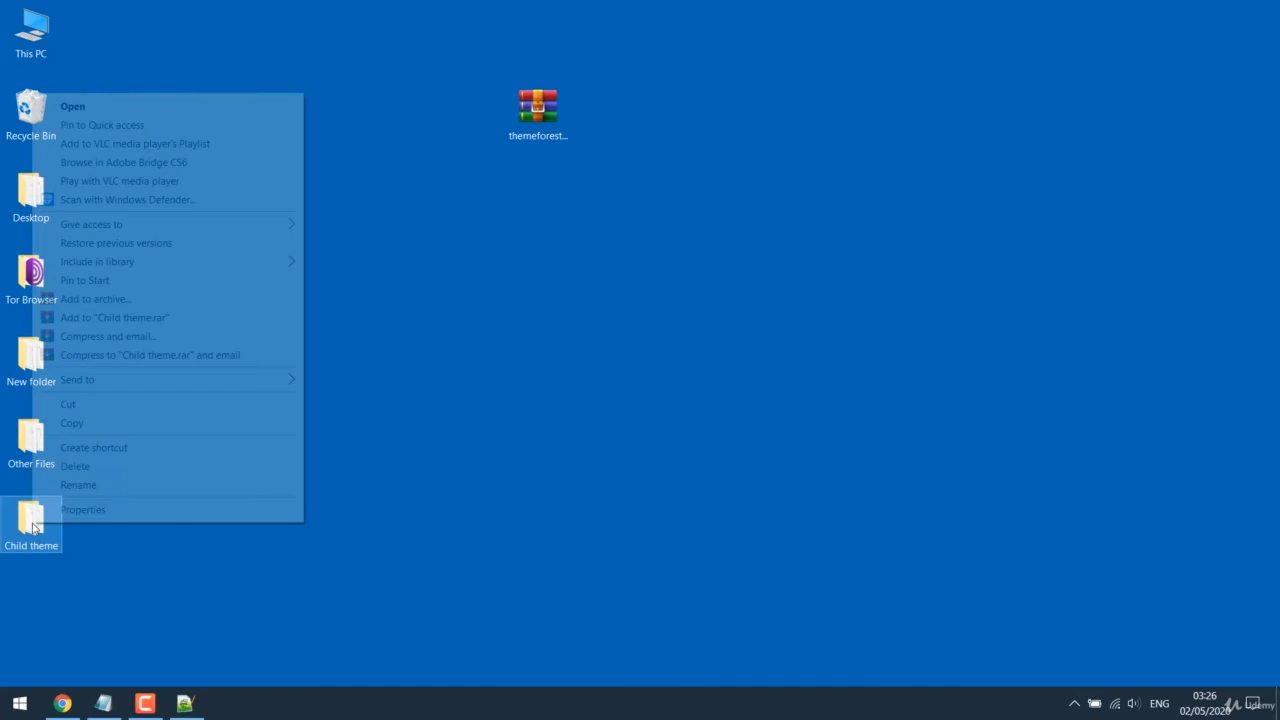 This PC
Recycle Bin
Desktop
Tor Browser
New folder
Other Files
Child theme
themeforest...
Open
Pin to Quick access
Add to VLC media player's Playlist
Browse in Adobe Bridge CS6
Play with VLC media player
Scan with Windows Defender...
Give access to
Restore previous versions
Include in library
Pin to Start
Add to archive...
Add to "Child theme.rar"
Compress and email...
Compress to "Child theme.rar" and email
Send to
Cut
Copy
Create shortcut
Delete
Rename
Properties
ENG
03:26
02/05/2020
Udemy